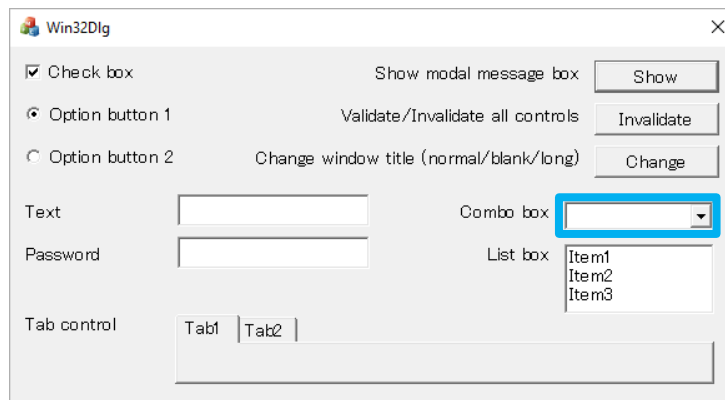 Win32Dlg
Check box
Show modal message box
Show
Option button 1
Validate/Invalidate all controls
Invalidate
Option button 2
Change window title (normal/blank/long)
Change
Text
Combo box
Password
List box
Item1
Item2
Item3
Tab control
Tab1
Tab2